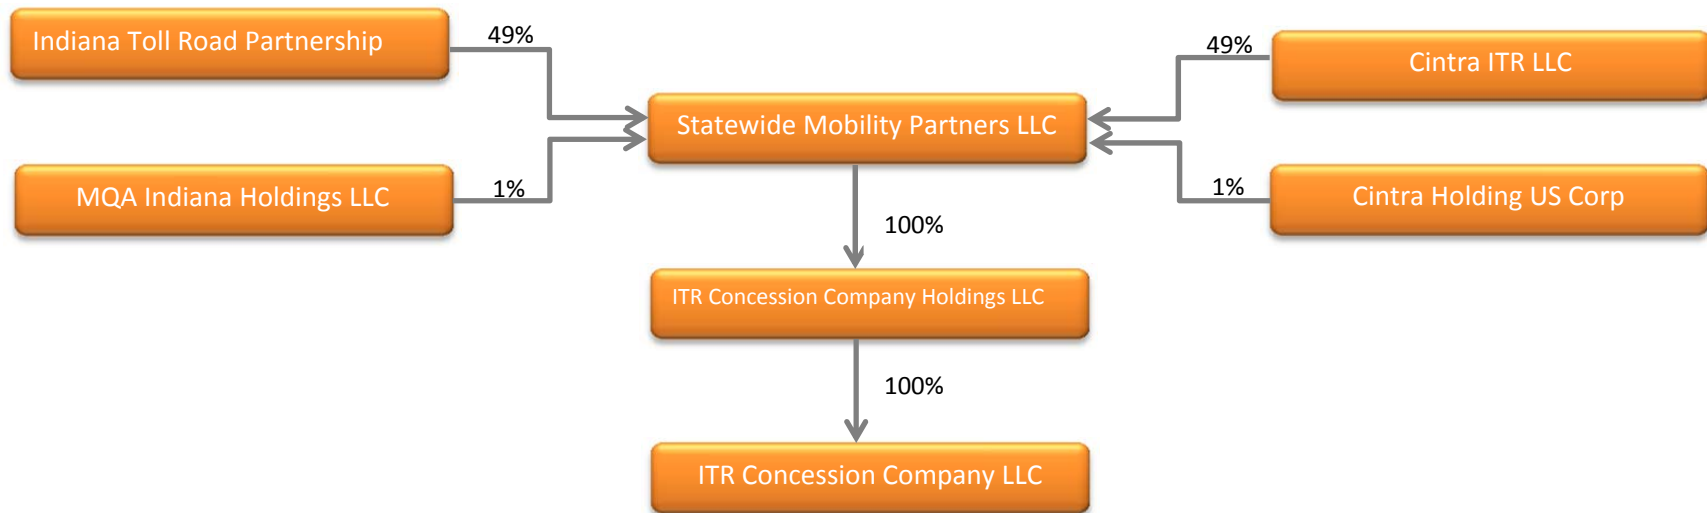 Indiana Toll Road Partnership
49%
49%
Cintra ITR LLC
Statewide Mobility Partners LLC
MQA Indiana Holdings LLC
1%
1%
Cintra Holding US Corp
100%
ITR Concession Company Holdings LLC
100%
ITR Concession Company LLC